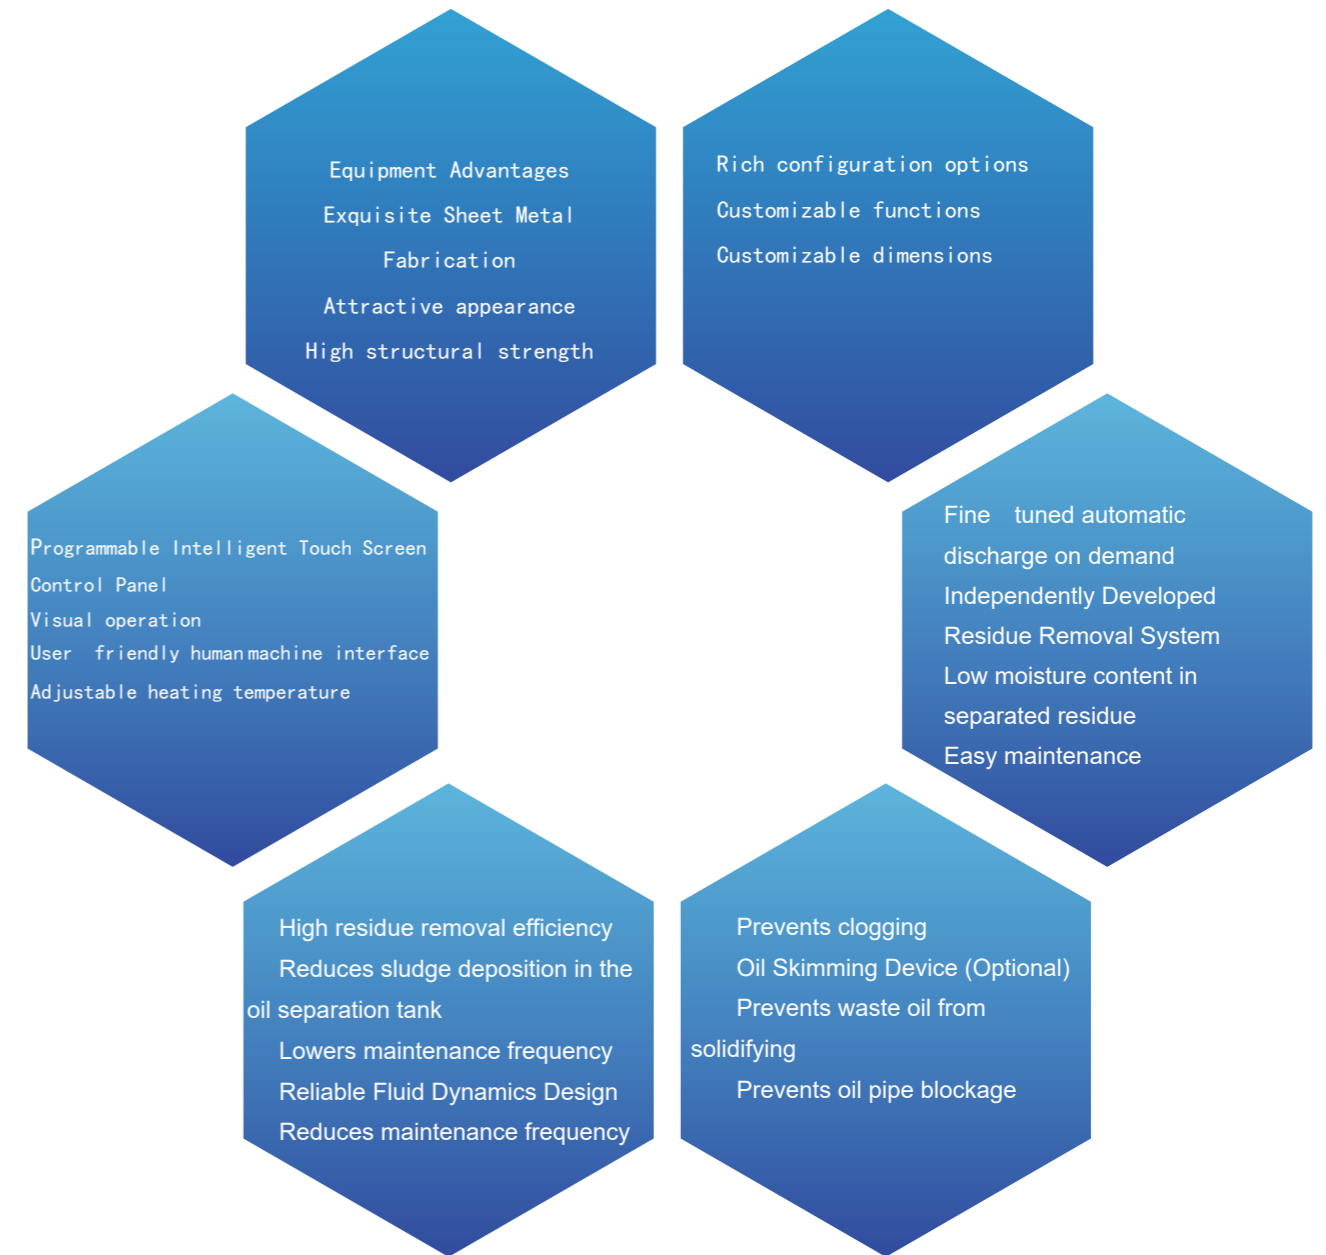 Equipment Advantages
Exquisite Sheet Metal
Fabrication
Attractive appearance
High structural strength
Rich configuration options
Customizable functions
Customizable dimensions
Programmable Intelligent Touch Screen
Control Panel
Visual operation
User friendly human machine interface
Adjustable heating temperature
Fine tuned automatic
discharge on demand
Independently Developed
Residue Removal System
Low moisture content in
separated residue
Easy maintenance
High residue removal efficiency
Reduces sludge deposition in the
oil separation tank
Lowers maintenance frequency
Reliable Fluid Dynamics Design
Reduces maintenance frequency
Prevents clogging
Oil Skimming Device (Optional)
Prevents waste oil from
solidifying
Prevents oil pipe blockage